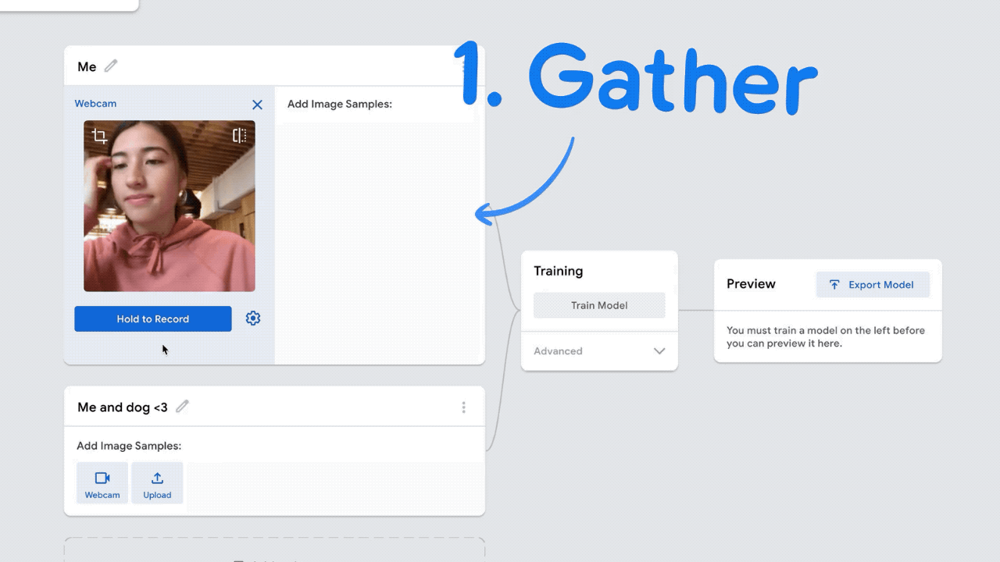 1. Gather
Me
Webcam
Add Image Samples:
Hold to Record
Training
Train Model
Advanced
Preview
Export Model
You must train a model on the left before
you can preview it here.
Me and dog <3
Add Image Samples:
Webcam
Upload